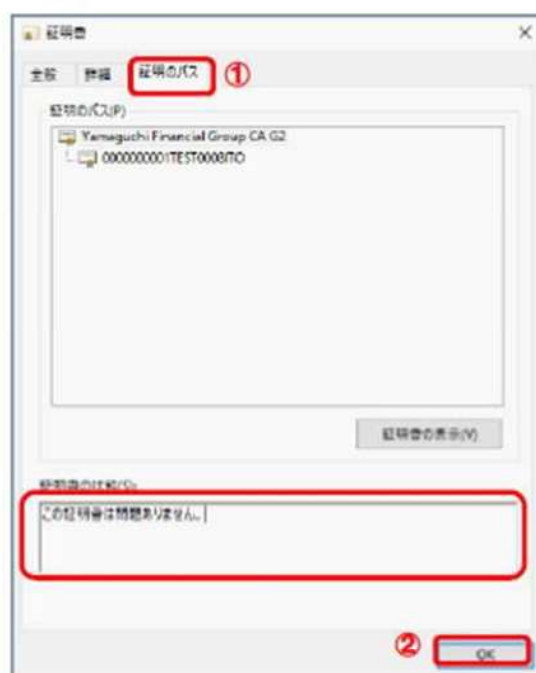 証明書
全般 詳細 証明のパス ①
証明のパス(P)
Yamaguchi Financial Group CA G2
0000000001TEST0008ITO
証明書の表示(V)
証明書の状態(S):
この証明書は問題ありません。
② OK